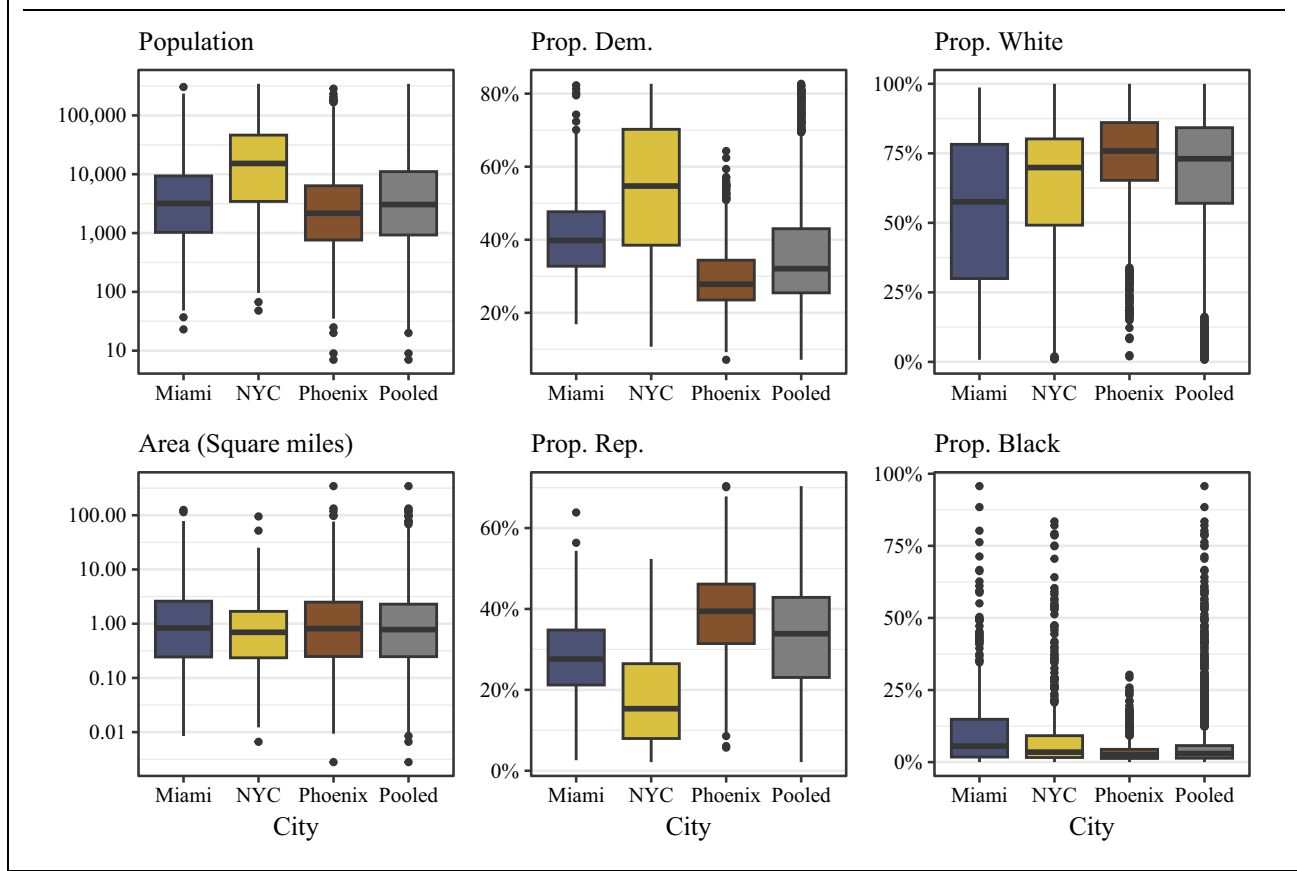 Population
100,000
10,000
1,000
100
10
Miami NYC Phoenix Pooled
Prop. Dem.
80%
60%
40%
20%
Miami NYC Phoenix Pooled
Prop. White
100%
75%
50%
25%
0%
Miami NYC Phoenix Pooled
Area (Square miles)
100.00
10.00
1.00
0.10
0.01
Miami NYC Phoenix Pooled
City
Prop. Rep.
60%
40%
20%
0%
Miami NYC Phoenix Pooled
City
Prop. Black
100%
75%
50%
25%
0%
Miami NYC Phoenix Pooled
City